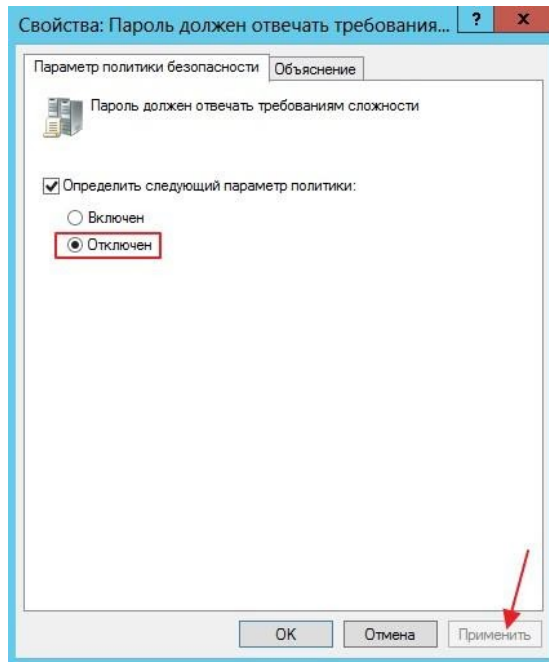 Свойства: Пароль должен отвечать требования...
?
x
Параметр политики безопасности
Объяснение
Пароль должен отвечать требованиям сложности
Определить следующий параметр политики:
Включен
Отключен
OK
Отмена
Применить